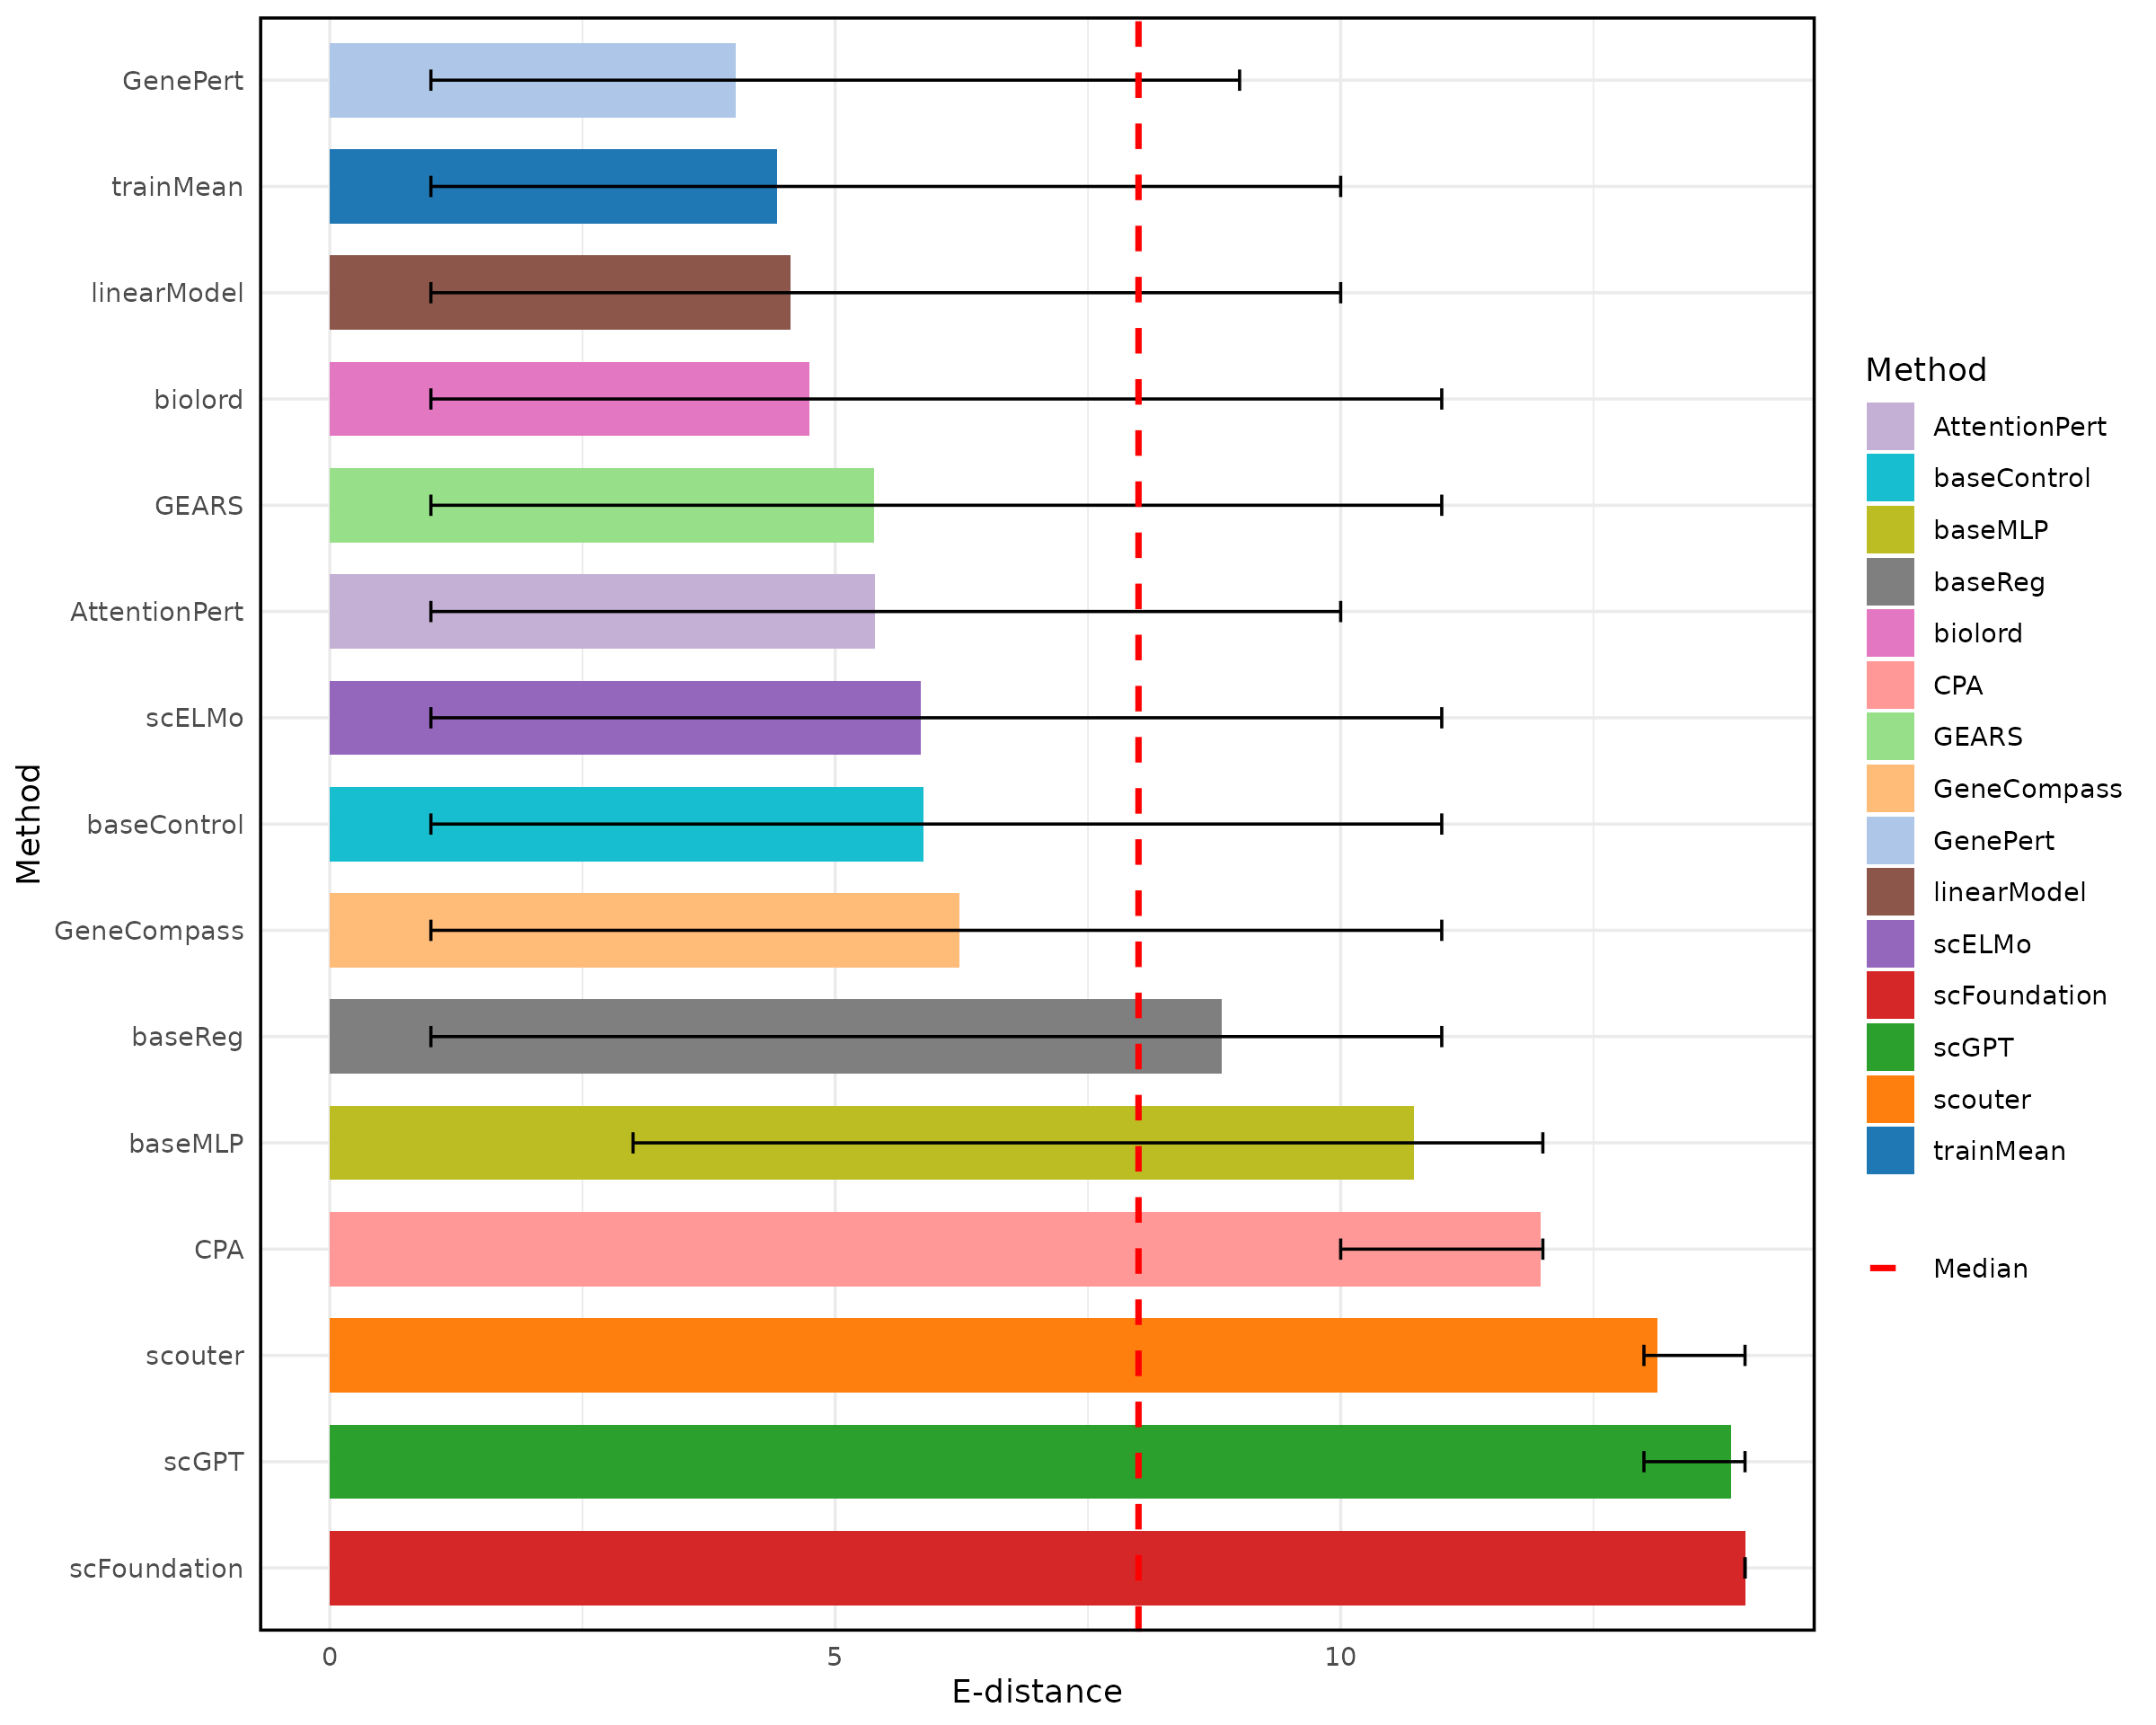 GenePert
trainMean
linearModel
biolord
GEARS
AttentionPert
scELMo
baseControl
GeneCompass
baseReg
baseMLP
CPA
scouter
scGPT
scFoundation
Method
0 5 10
E-distance
Method
AttentionPert
baseControl
baseMLP
baseReg
biolord
CPA
GEARS
GeneCompass
GenePert
linearModel
scELMo
scFoundation
scGPT
scouter
trainMean
Median